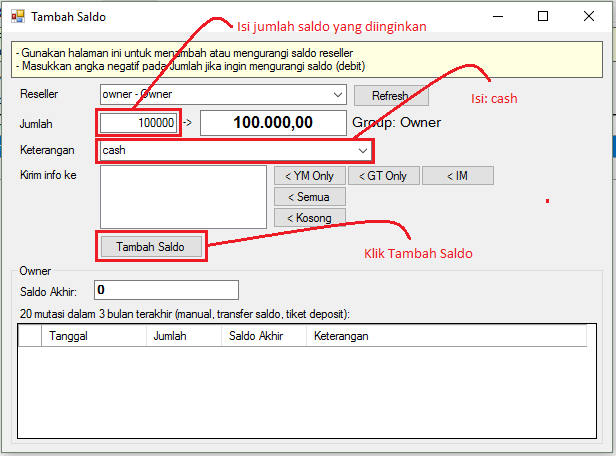 Tambah Saldo
Isi jumlah saldo yang diinginkan
- Gunakan halaman ini untuk menambah atau mengurangi saldo reseller
- Masukkan angka negatif pada Jumlah jika ingin mengurangi saldo (debit)
Reseller owner - Owner Refresh
Isi: cash
Jumlah 100000 -> 100.000,00 Group: Owner
Keterangan cash
Kirim info ke < YM Only < GT Only < IM
< Semua
< Kosong
Tambah Saldo
Klik Tambah Saldo
Owner
Saldo Akhir: 0
20 mutasi dalam 3 bulan terakhir (manual, transfer saldo, tiket deposit):
Tanggal Jumlah Saldo Akhir Keterangan